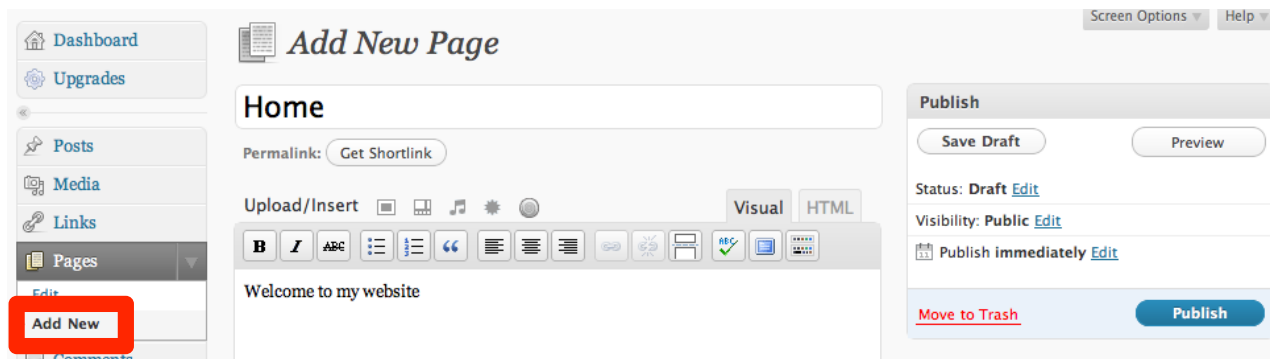 Screen Options Help
Dashboard
Upgrades
Add New Page
Home
Permalink: Get Shortlink
Posts
Media
Links
Pages
Edit
Add New
Comments
Upload/Insert
Visual HTML
B I ABC ABC
Welcome to my website
Publish
Save Draft Preview
Status: Draft Edit
Visibility: Public Edit
Publish immediately Edit
Move to Trash Publish